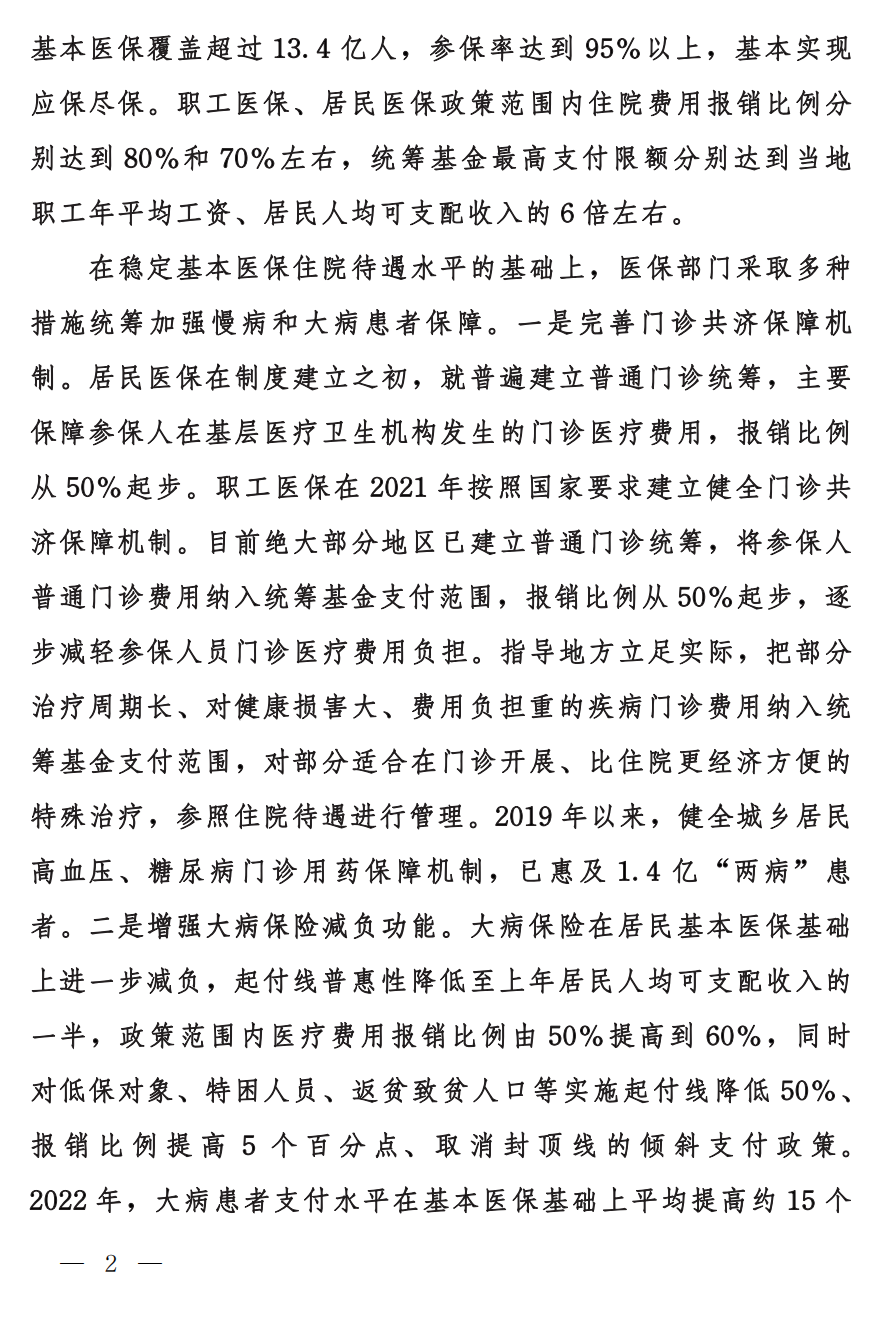 基本医保覆盖超过 13.4 亿人，参保率达到 95%以上，基本实现
应保尽保。职工医保、居民医保政策范围内住院费用报销比例分
别达到 80%和 70%左右，统筹基金最高支付限额分别达到当地
职工年平均工资、居民人均可支配收入的 6 倍左右。
在稳定基本医保住院待遇水平的基础上，医保部门采取多种
措施统筹加强慢病和大病患者保障。一是完善门诊共济保障机
制。居民医保在制度建立之初，就普遍建立普通门诊统筹，主要
保障参保人在基层医疗卫生机构发生的门诊医疗费用，报销比例
从 50%起步。职工医保在 2021 年按照国家要求建立健全门诊共
济保障机制。目前绝大部分地区已建立普通门诊统筹，将参保人
普通门诊费用纳入统筹基金支付范围，报销比例从 50%起步，逐
步减轻参保人员门诊医疗费用负担。指导地方立足实际，把部分
治疗周期长、对健康损害大、费用负担重的疾病门诊费用纳入统
筹基金支付范围，对部分适合在门诊开展、比住院更经济方便的
特殊治疗，参照住院待遇进行管理。2019 年以来，健全城乡居民
高血压、糖尿病门诊用药保障机制，已惠及 1.4 亿“两病”患
者。二是增强大病保险减负功能。大病保险在居民基本医保基础
上进一步减负，起付线普惠性降低至上年居民人均可支配收入的
一半，政策范围内医疗费用报销比例由 50%提高到 60%，同时
对低保对象、特困人员、返贫致贫人口等实施起付线降低 50%、
报销比例提高 5 个百分点、取消封顶线的倾斜支付政策。
2022 年，大病患者支付水平在基本医保基础上平均提高约 15 个
— 2 —